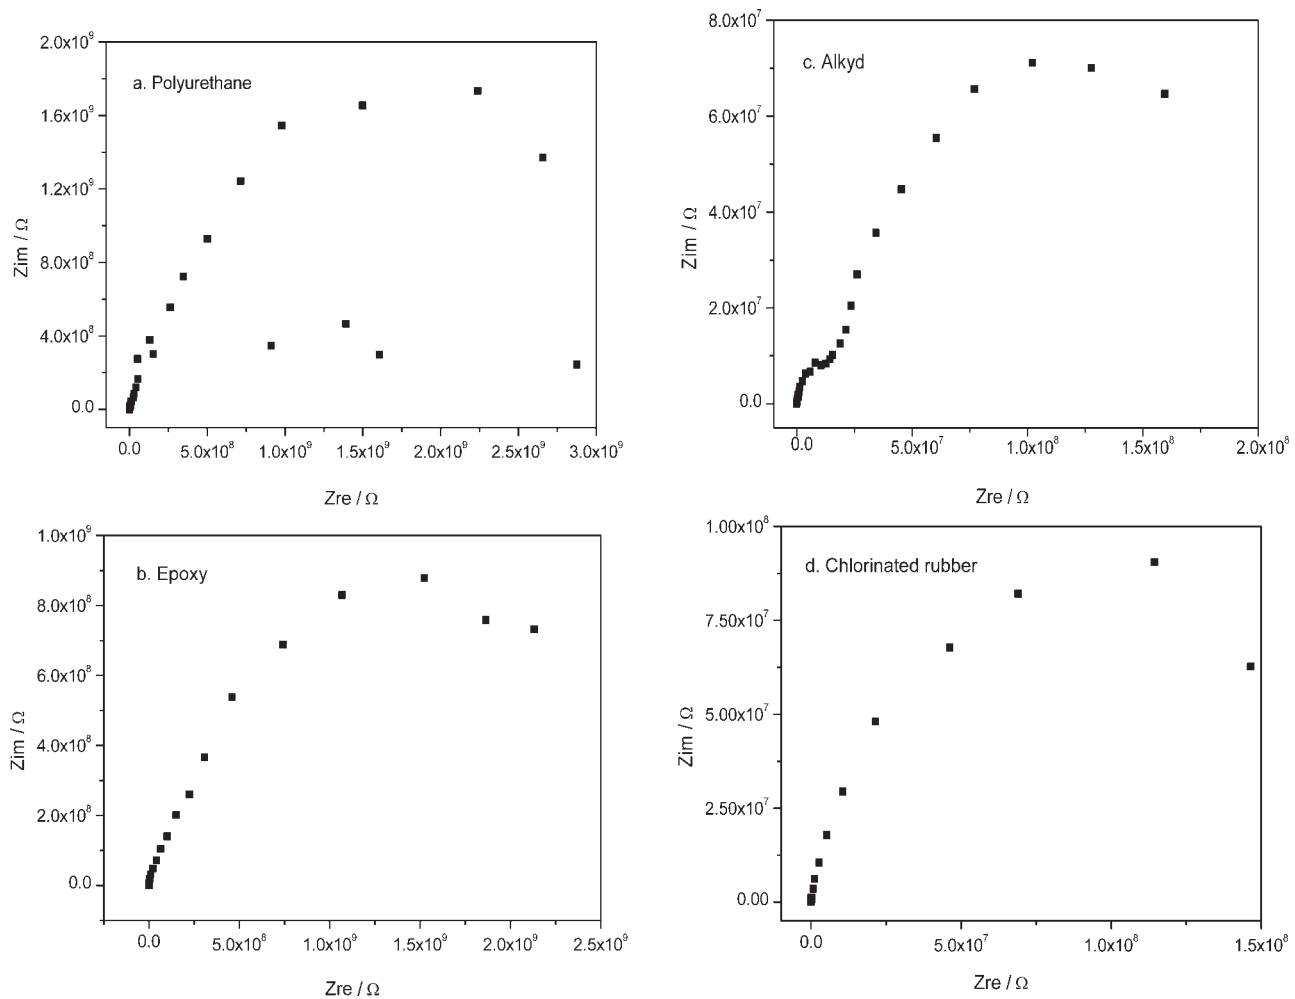 a. Polyurethane
2.0x10⁹
1.6x10⁹
1.2x10⁹
8.0x10⁸
4.0x10⁸
0.0
Zim / Ω
0.0 5.0x10⁸ 1.0x10⁹ 1.5x10⁹ 2.0x10⁹ 2.5x10⁹ 3.0x10⁹
Zre / Ω
c. Alkyd
8.0x10⁷
6.0x10⁷
4.0x10⁷
2.0x10⁷
0.0
Zim / Ω
0.0 5.0x10⁷ 1.0x10⁸ 1.5x10⁸ 2.0x10⁸
Zre / Ω
b. Epoxy
1.0x10⁹
8.0x10⁸
6.0x10⁸
4.0x10⁸
2.0x10⁸
0.0
Zim / Ω
0.0 5.0x10⁸ 1.0x10⁹ 1.5x10⁹ 2.0x10⁹ 2.5x10⁹
Zre / Ω
d. Chlorinated rubber
1.00x10⁸
7.50x10⁷
5.00x10⁷
2.50x10⁷
0.00
Zim / Ω
0.0 5.0x10⁷ 1.0x10⁸ 1.5x10⁸
Zre / Ω